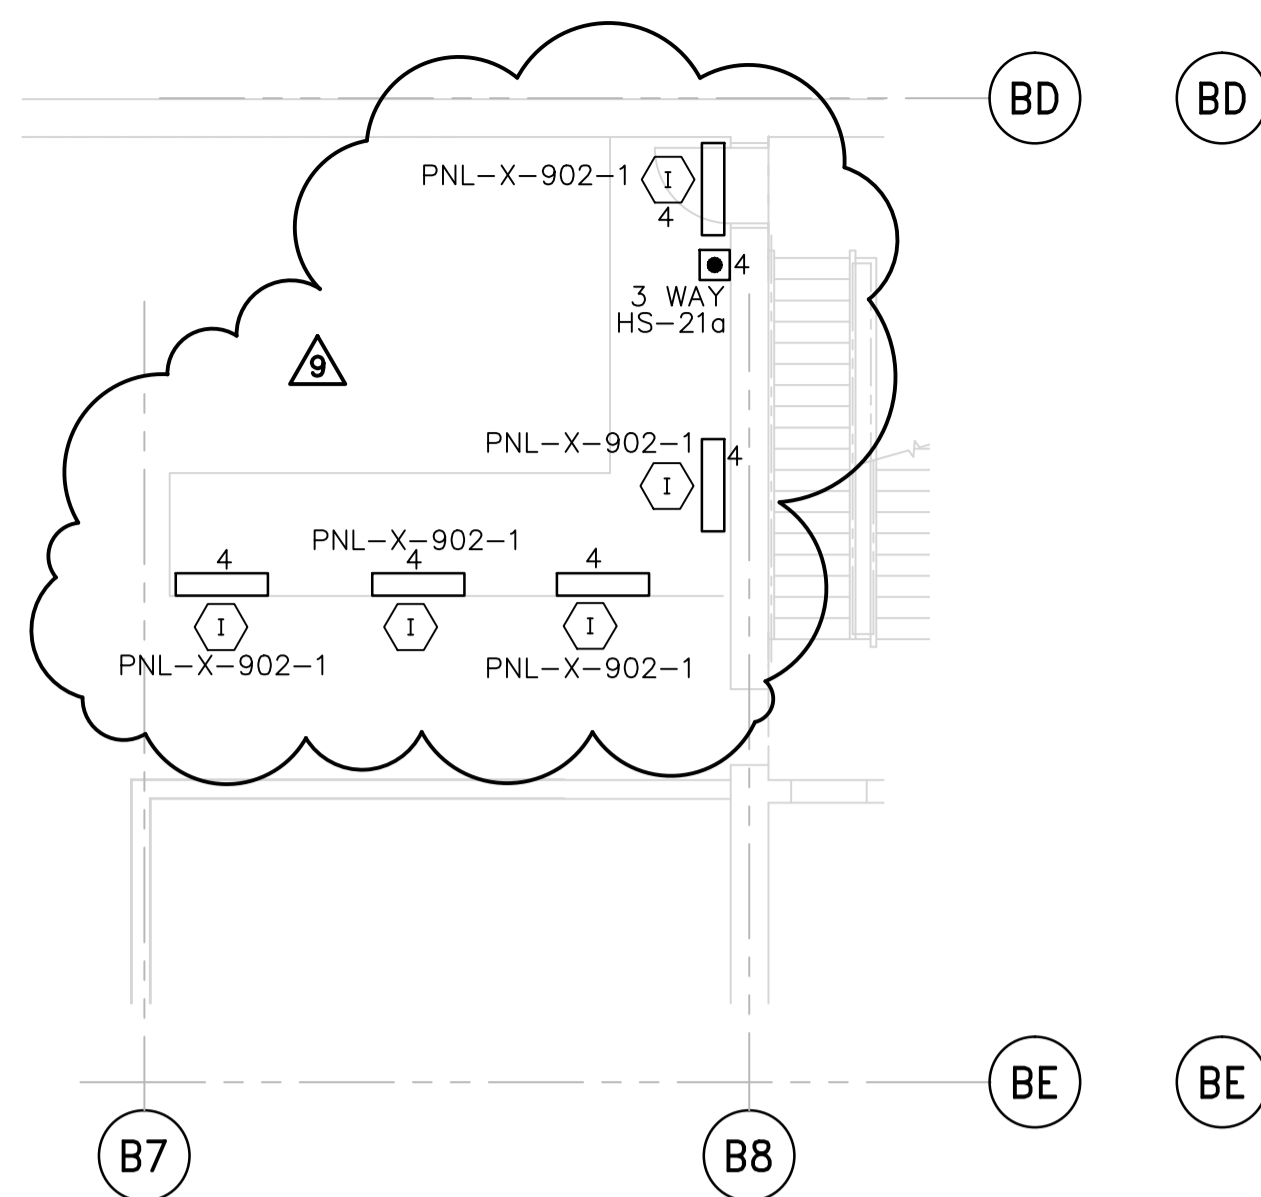 BD BD
PNL-X-902-1 I
4
4
3 WAY
HS-21a
9
PNL-X-902-1 4
I
PNL-X-902-1
4 4 4
I I I
PNL-X-902-1 PNL-X-902-1
BE BE
B7 B8